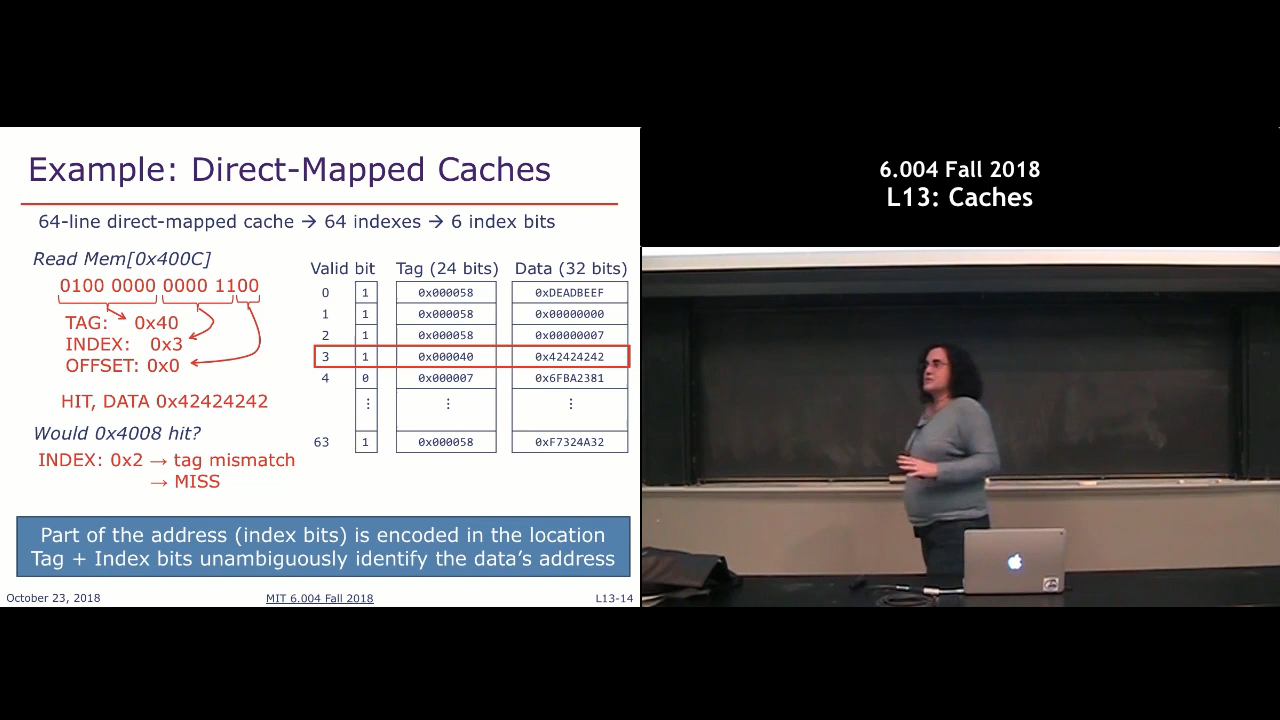 Example: Direct-Mapped Caches
64-line direct-mapped cache → 64 indexes → 6 index bits
Read Mem[0x400C]
0100 0000 0000 1100
TAG: 0x40
INDEX: 0x3
OFFSET: 0x0
HIT, DATA 0x42424242
Would 0x4008 hit?
INDEX: 0x2 → tag mismatch
→ MISS
Valid bit Tag (24 bits) Data (32 bits)
0 1 0x000058 0xDEADBEEF
1 1 0x000058 0x00000000
2 1 0x000058 0x00000007
3 1 0x000040 0x42424242
4 0 0x000007 0x6FBA2381
⋮ ⋮ ⋮
63 1 0x000058 0xF7324A32
Part of the address (index bits) is encoded in the location
Tag + Index bits unambiguously identify the data’s address
October 23, 2018 MIT 6.004 Fall 2018 L13-14
6.004 Fall 2018
L13: Caches